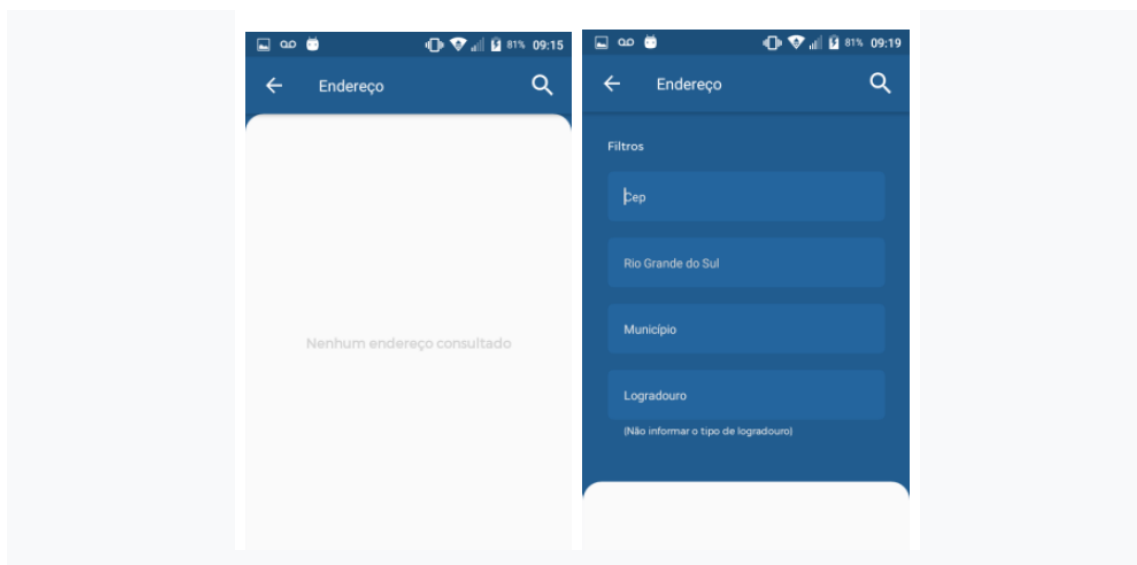 81% 09:15
Endereço
Nenhum endereço consultado
81% 09:19
Endereço
Filtros
Cep
Rio Grande do Sul
Município
Logradouro
(Não informar o tipo de logradouro)